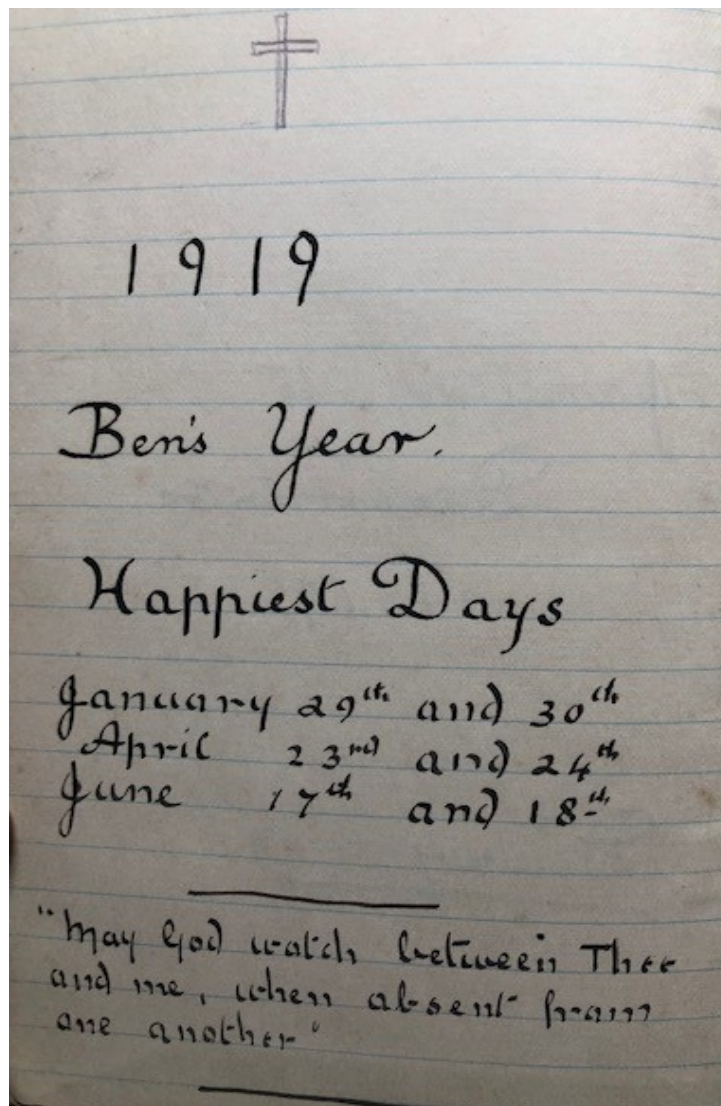 1919
Ben's Year.
Happiest Days
January 29th and 30th
April 23rd and 24th
June 17th and 18th
"May God watch between Thee
and me, when absent from
one another"